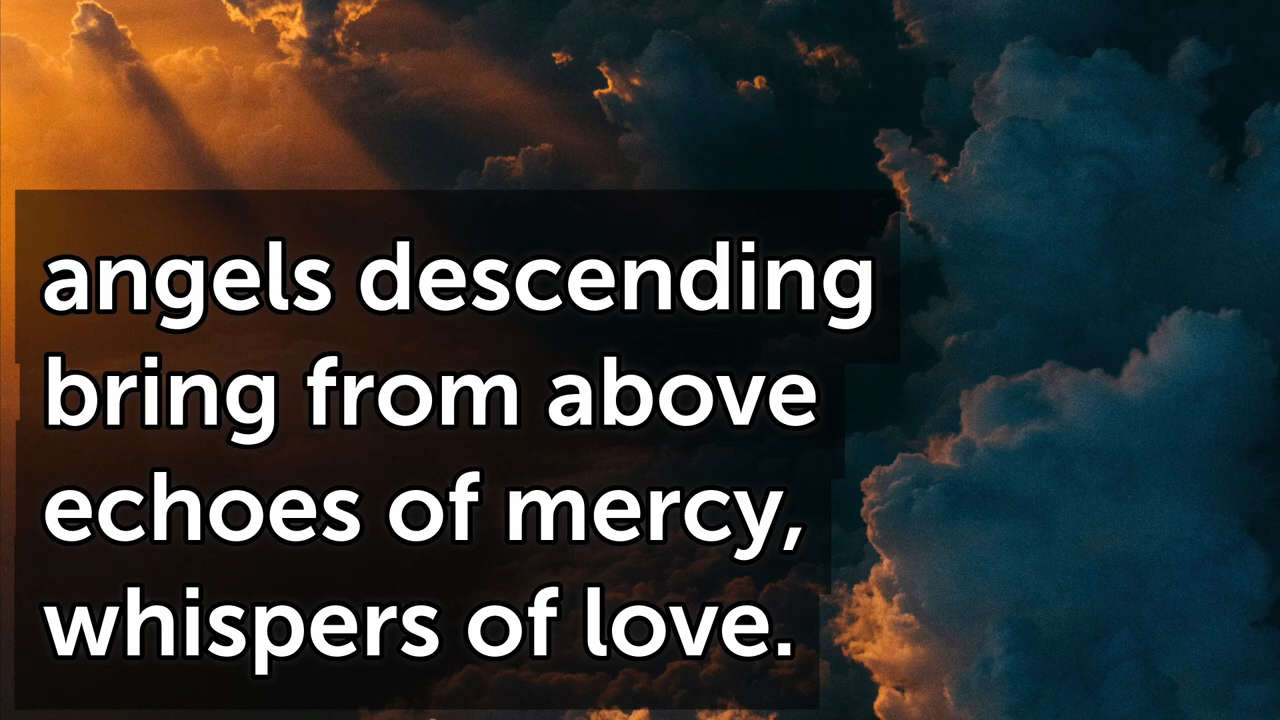 angels descending
bring from above
echoes of mercy,
whispers of love.